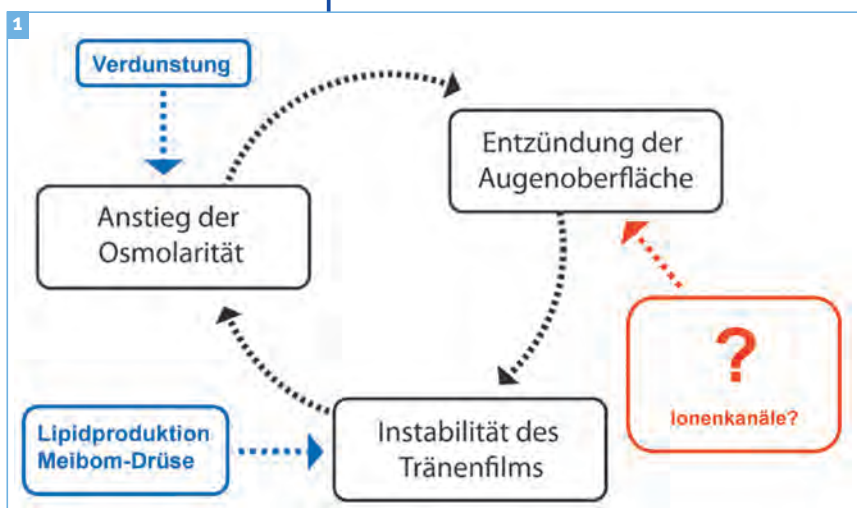 1
Verdunstung
Entzündung der
Augenoberfläche
Anstieg der
Osmolarität
?
Ionenkanäle?
Lipidproduktion
Meibom-Drüse
Instabilität des
Tränenfilms